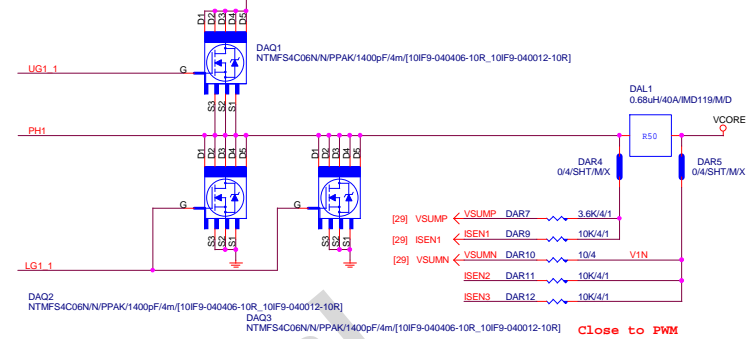 D1 D2 D3 D4 D5
DAQ1
NTMFS4C06N/N/PPAK/1400pF/4m/[10IF9-040406-10R_10IF9-040012-10R]
UG1_1
G
S3 S2 S1
DAL1
0.68uH/40A/IMD119/M/D
VCORE
PH1
R50
D1 D2 D3 D4 D5
D1 D2 D3 D4 D5
DAR4
0/4/SHT/M/X
DAR5
0/4/SHT/M/X
G
G
S3 S2 S1
S3 S2 S1
[29] VSUMP VSUMP DAR7 3.6K/4/1
[29] ISEN1 ISEN1 DAR9 10K/4/1
[29] VSUMN VSUMN DAR10 10/4 V1N
ISEN2 DAR11 10K/4/1
ISEN3 DAR12 10K/4/1
LG1_1
DAQ2
NTMFS4C06N/N/PPAK/1400pF/4m/[10IF9-040406-10R_10IF9-040012-10R]
DAQ3
NTMFS4C06N/N/PPAK/1400pF/4m/[10IF9-040406-10R_10IF9-040012-10R]
Close to PWM